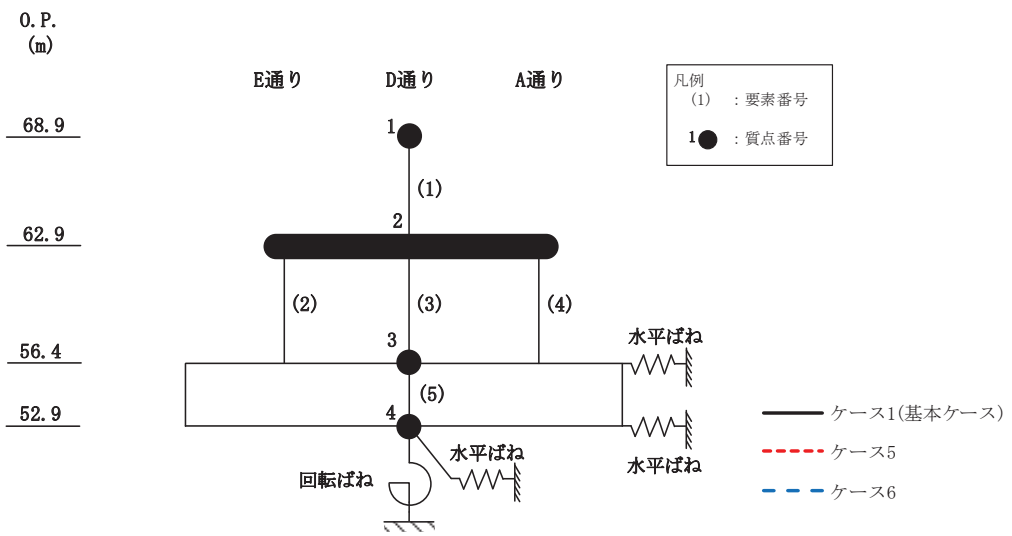 O.P.
(m)
E通り D通り A通り
凡例
(1) :要素番号
1 :質点番号
68.9
1
(1)
2
62.9
(2) (3) (4)
3
水平ばね
56.4
(5)
52.9
4
水平ばね
水平ばね
回転ばね
ケース1(基本ケース)
ケース5
ケース6